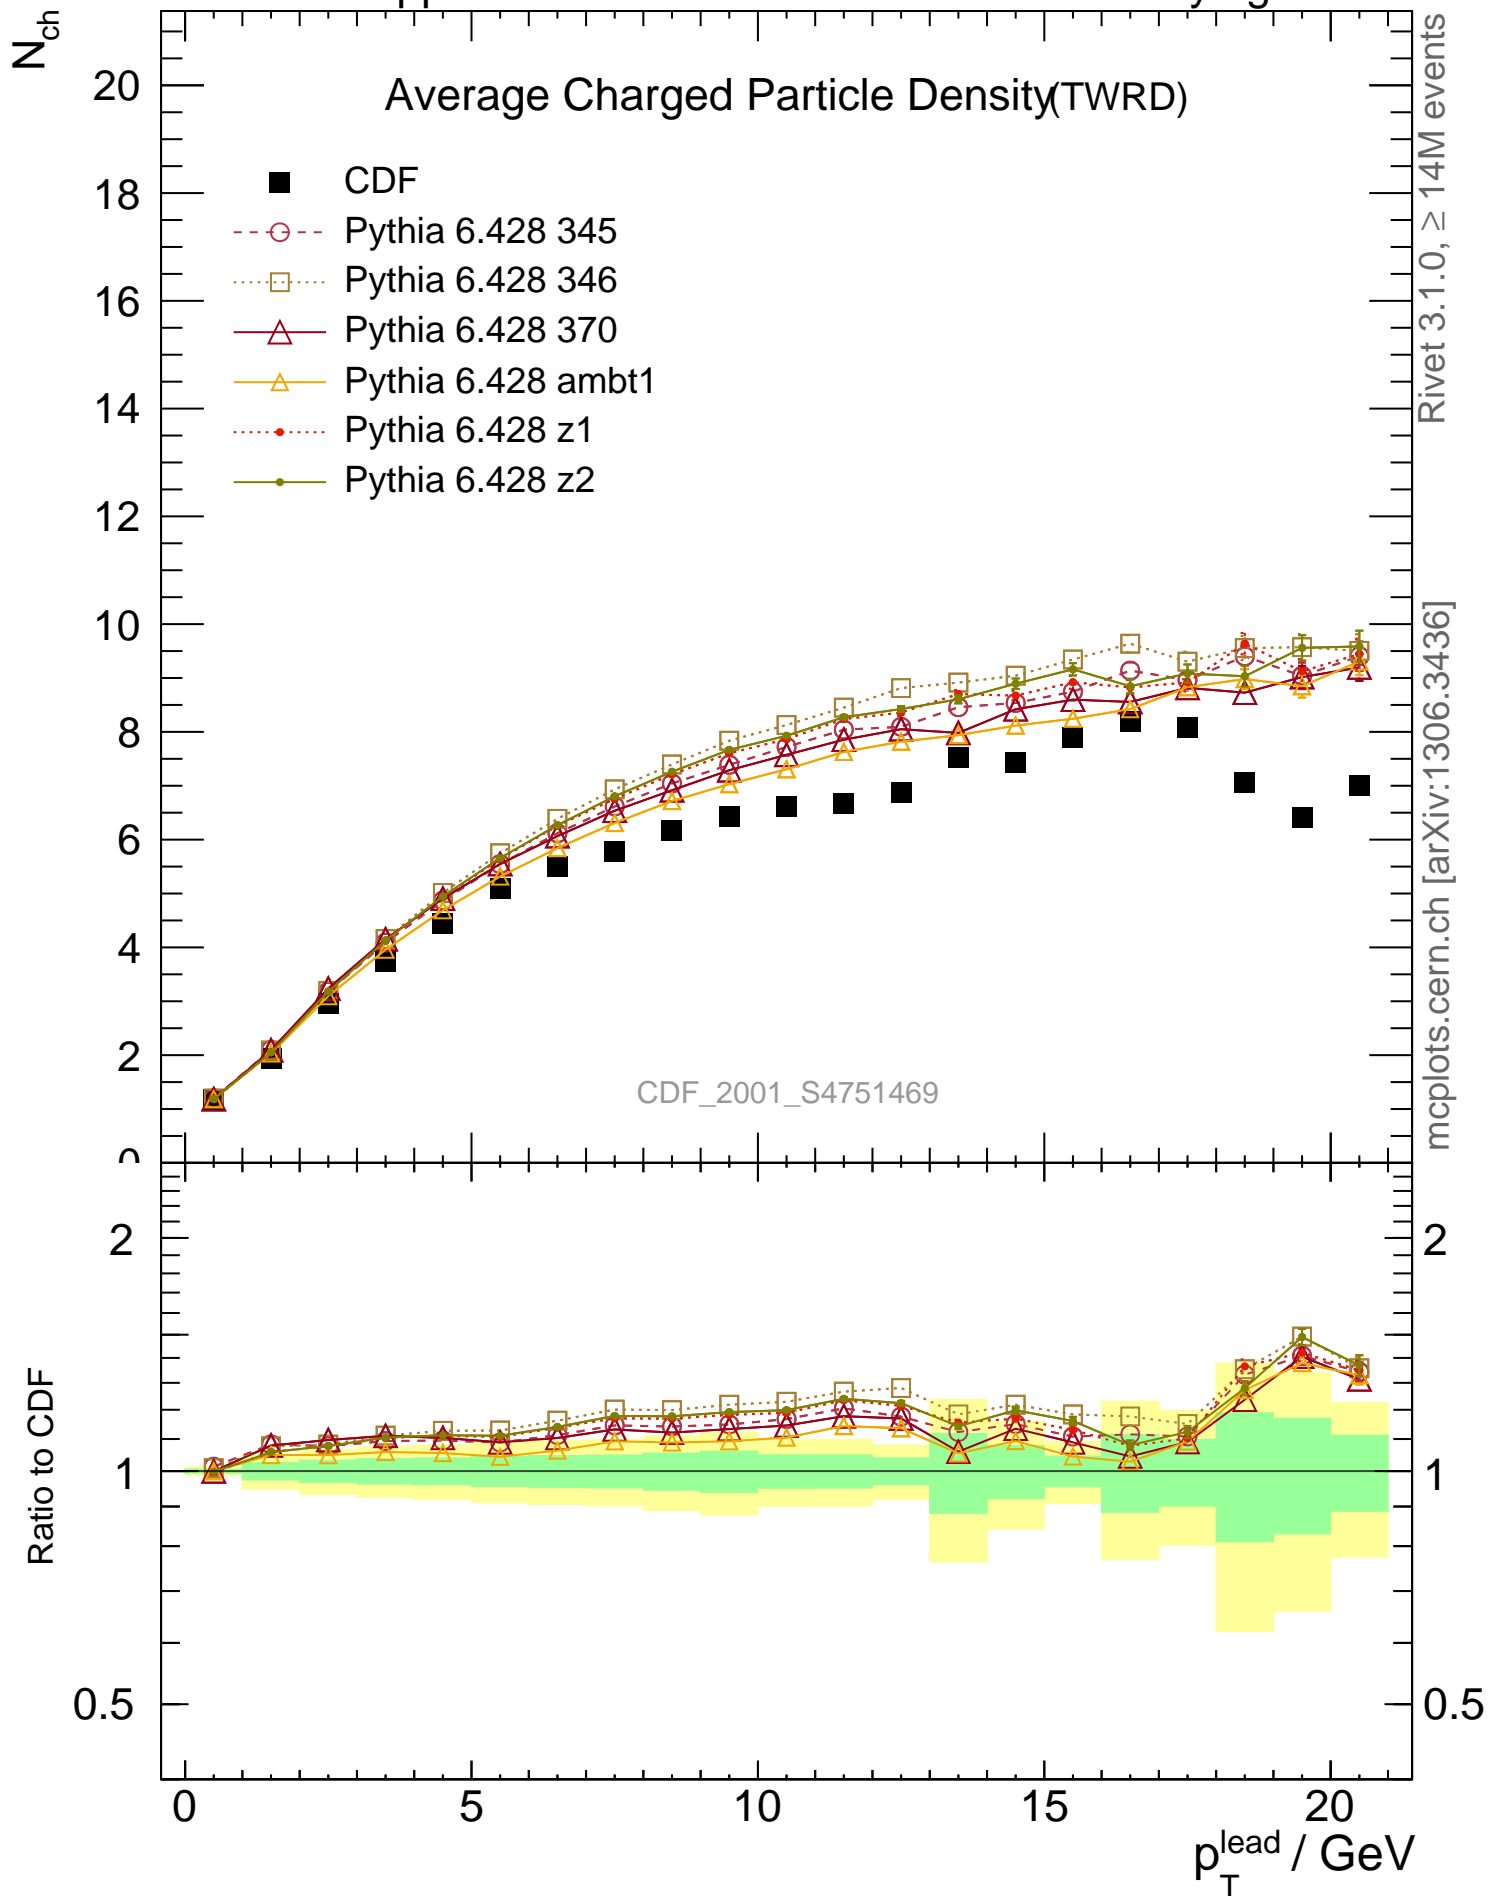 N_ch
Average Charged Particle Density (TWRD)
CDF
Pythia 6.428 345
Pythia 6.428 346
Pythia 6.428 370
Pythia 6.428 ambt1
Pythia 6.428 z1
Pythia 6.428 z2
20
18
16
14
12
10
8
6
4
2
0
CDF_2001_S4751469
Rivet 3.1.0, ≥ 14M events
mcplots.cern.ch [arXiv:1306.3436]
Ratio to CDF
2
1
0.5
2
1
0.5
0 5 10 15 20
p_T^lead / GeV